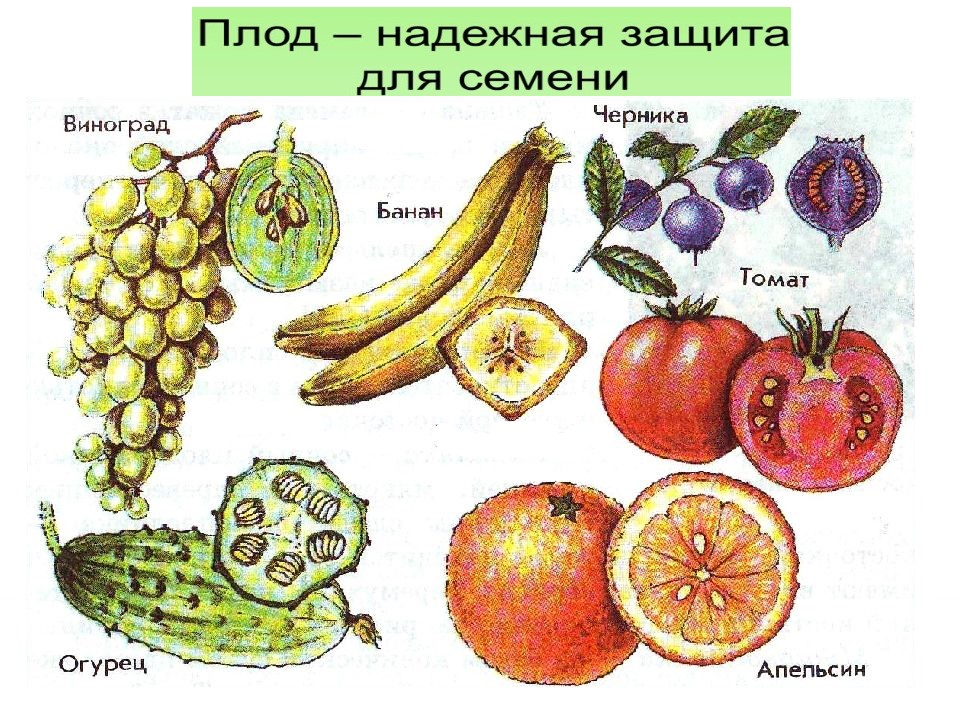 Плод – надежная защита
для семени
Виноград
Черника
Банан
Томат
Огурец
Апельсин